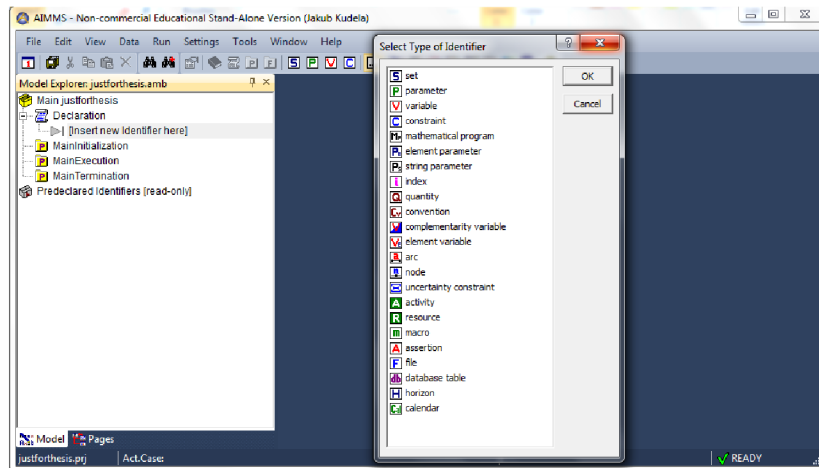 AIMMS - Non-commercial Educational Stand-Alone Version (Jakub Kudela)
File Edit View Data Run Settings Tools Window Help
Model Explorer: justforthesis.amb
Main justforthesis
Declaration
[Insert new Identifier here]
MainInitialization
MainExecution
MainTermination
Predeclared Identifiers [read-only]
Select Type of Identifier
set
parameter
variable
constraint
mathematical program
element parameter
string parameter
index
quantity
convention
complementarity variable
element variable
arc
node
uncertainty constraint
activity
resource
macro
assertion
file
database table
horizon
calendar
OK
Cancel
Model Pages
justforthesis.prj Act.Case: READY